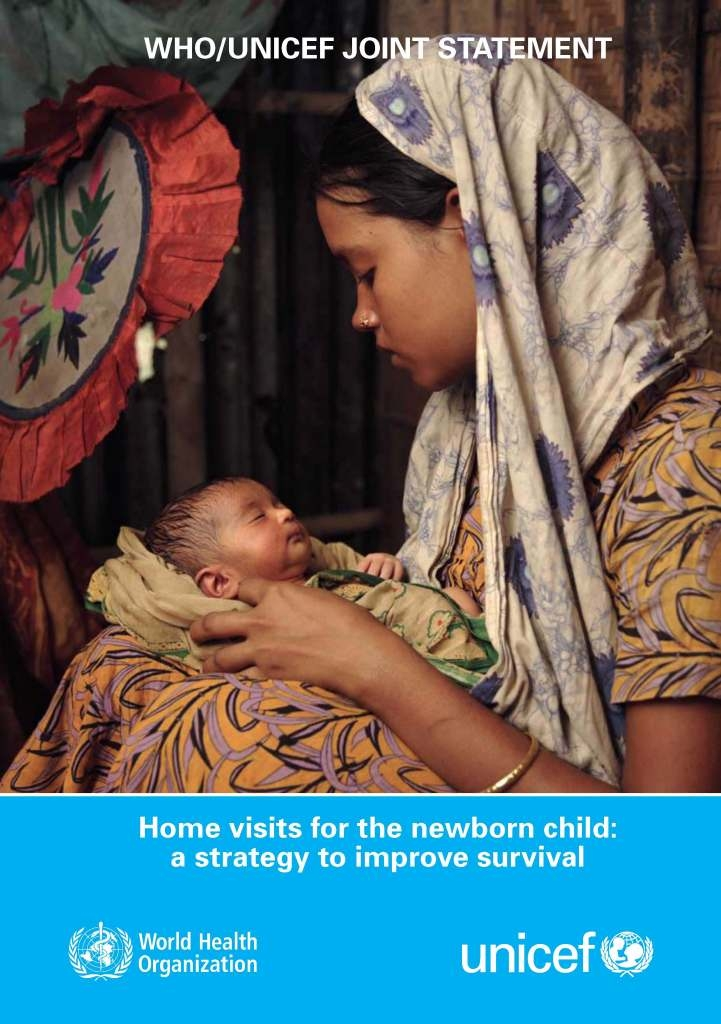 WHO/UNICEF JOINT STATEMENT
Home visits for the newborn child:
a strategy to improve survival
World Health
Organization
unicef